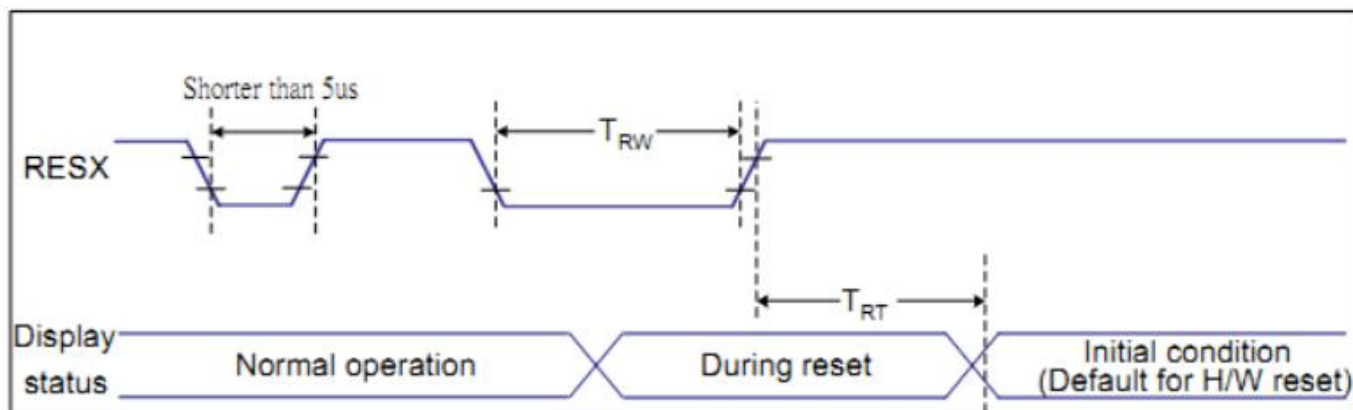 Shorter than 5us
RESX
TRW
TRT
Display
status
Normal operation
During reset
Initial condition
(Default for H/W reset)